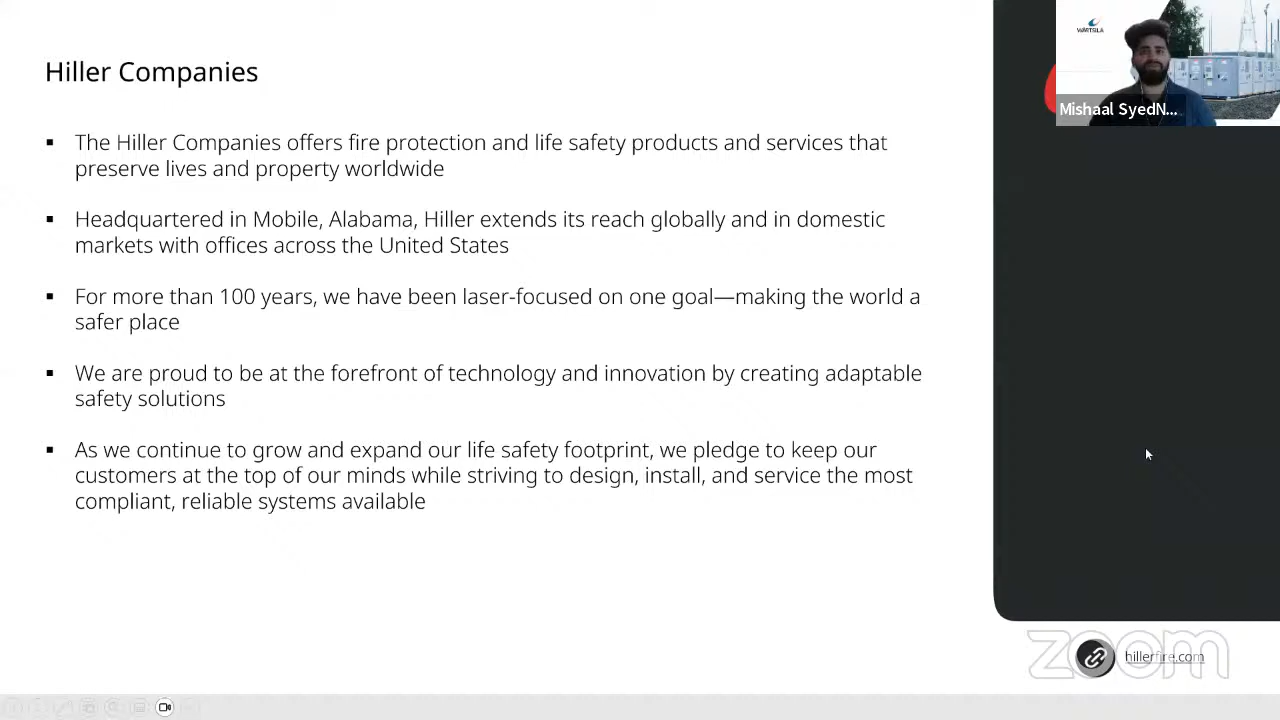 Hiller Companies
▪ The Hiller Companies offers fire protection and life safety products and services that
preserve lives and property worldwide
▪ Headquartered in Mobile, Alabama, Hiller extends its reach globally and in domestic
markets with offices across the United States
▪ For more than 100 years, we have been laser-focused on one goal—making the world a
safer place
▪ We are proud to be at the forefront of technology and innovation by creating adaptable
safety solutions
▪ As we continue to grow and expand our life safety footprint, we pledge to keep our
customers at the top of our minds while striving to design, install, and service the most
compliant, reliable systems available
WÄRTSILÄ
Mishaal SyedN...
hillerfire.com
zoom